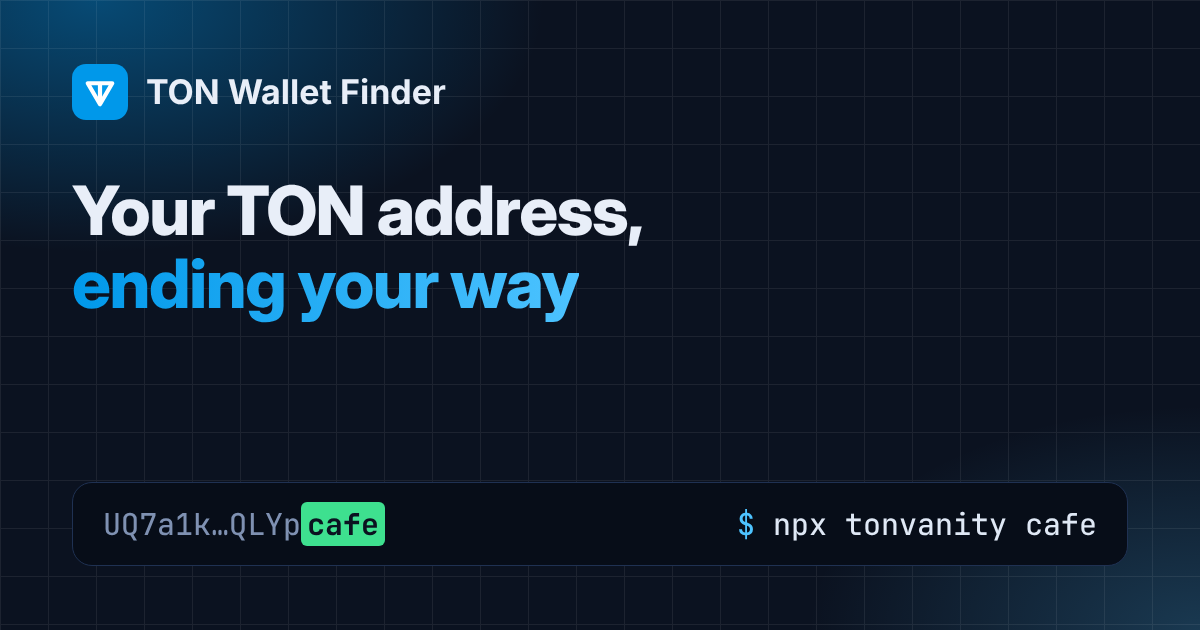 TON Wallet Finder
Your TON address,
ending your way
UQ7a1k…QLYpcafe
$ npx tonvanity cafe